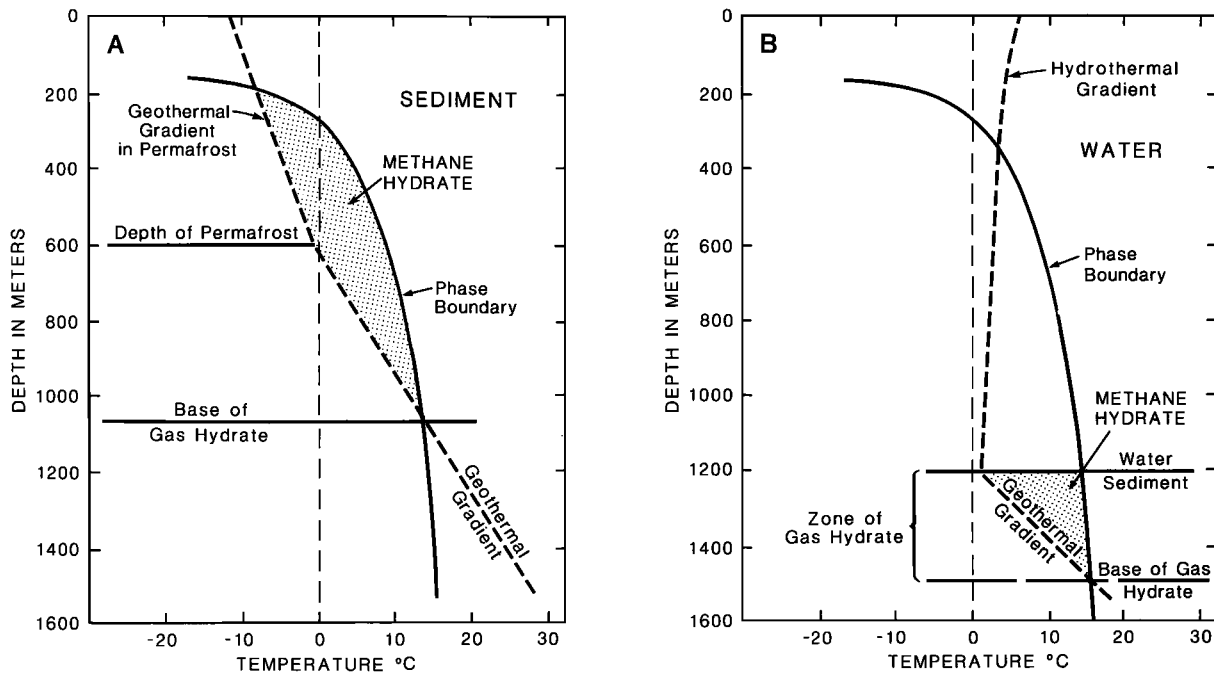 A
SEDIMENT
Geothermal
Gradient
in Permafrost
METHANE
HYDRATE
Depth of Permafrost
Phase
Boundary
Base of
Gas Hydrate
Geothermal
Gradient
DEPTH IN METERS
0
200
400
600
800
1000
1200
1400
1600
-20
-10
0
10
20
30
TEMPERATURE °C
B
Hydrothermal
Gradient
WATER
Phase
Boundary
METHANE
HYDRATE
Water
Sediment
Zone of
Gas Hydrate
Geothermal
Gradient
Base of Gas
Hydrate
DEPTH IN METERS
0
200
400
600
800
1000
1200
1400
1600
-20
-10
0
10
20
30
TEMPERATURE °C